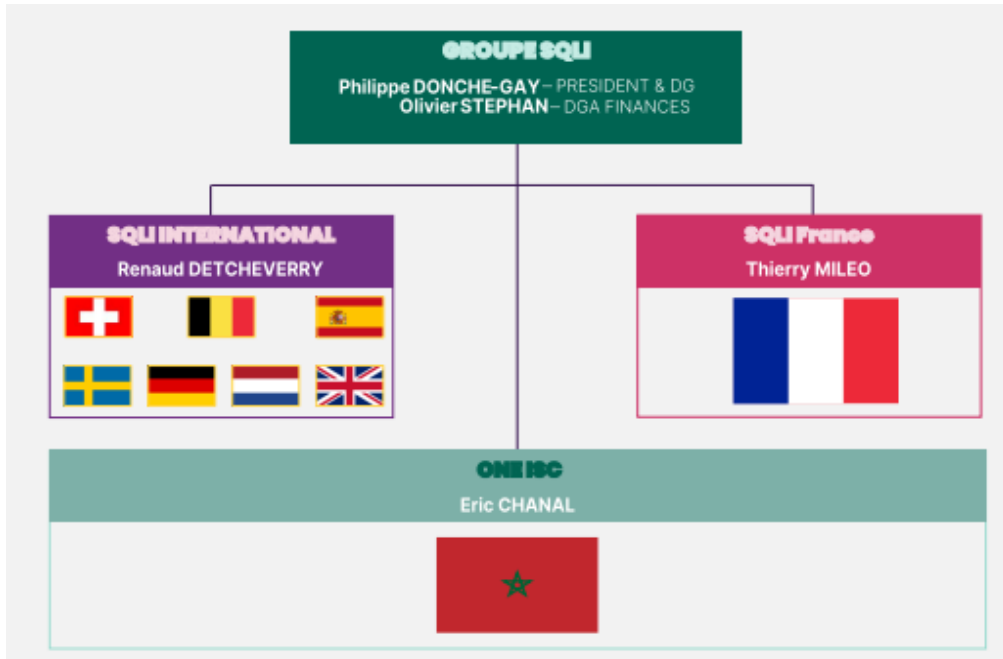 GROUPE SQLI
Philippe DONCHE-GAY – PRESIDENT & DG
Olivier STEPHAN – DGA FINANCES
SQLI INTERNATIONAL
Renaud DETCHEVERRY
SQLI France
Thierry MILEO
ONE ISC
Eric CHANAL